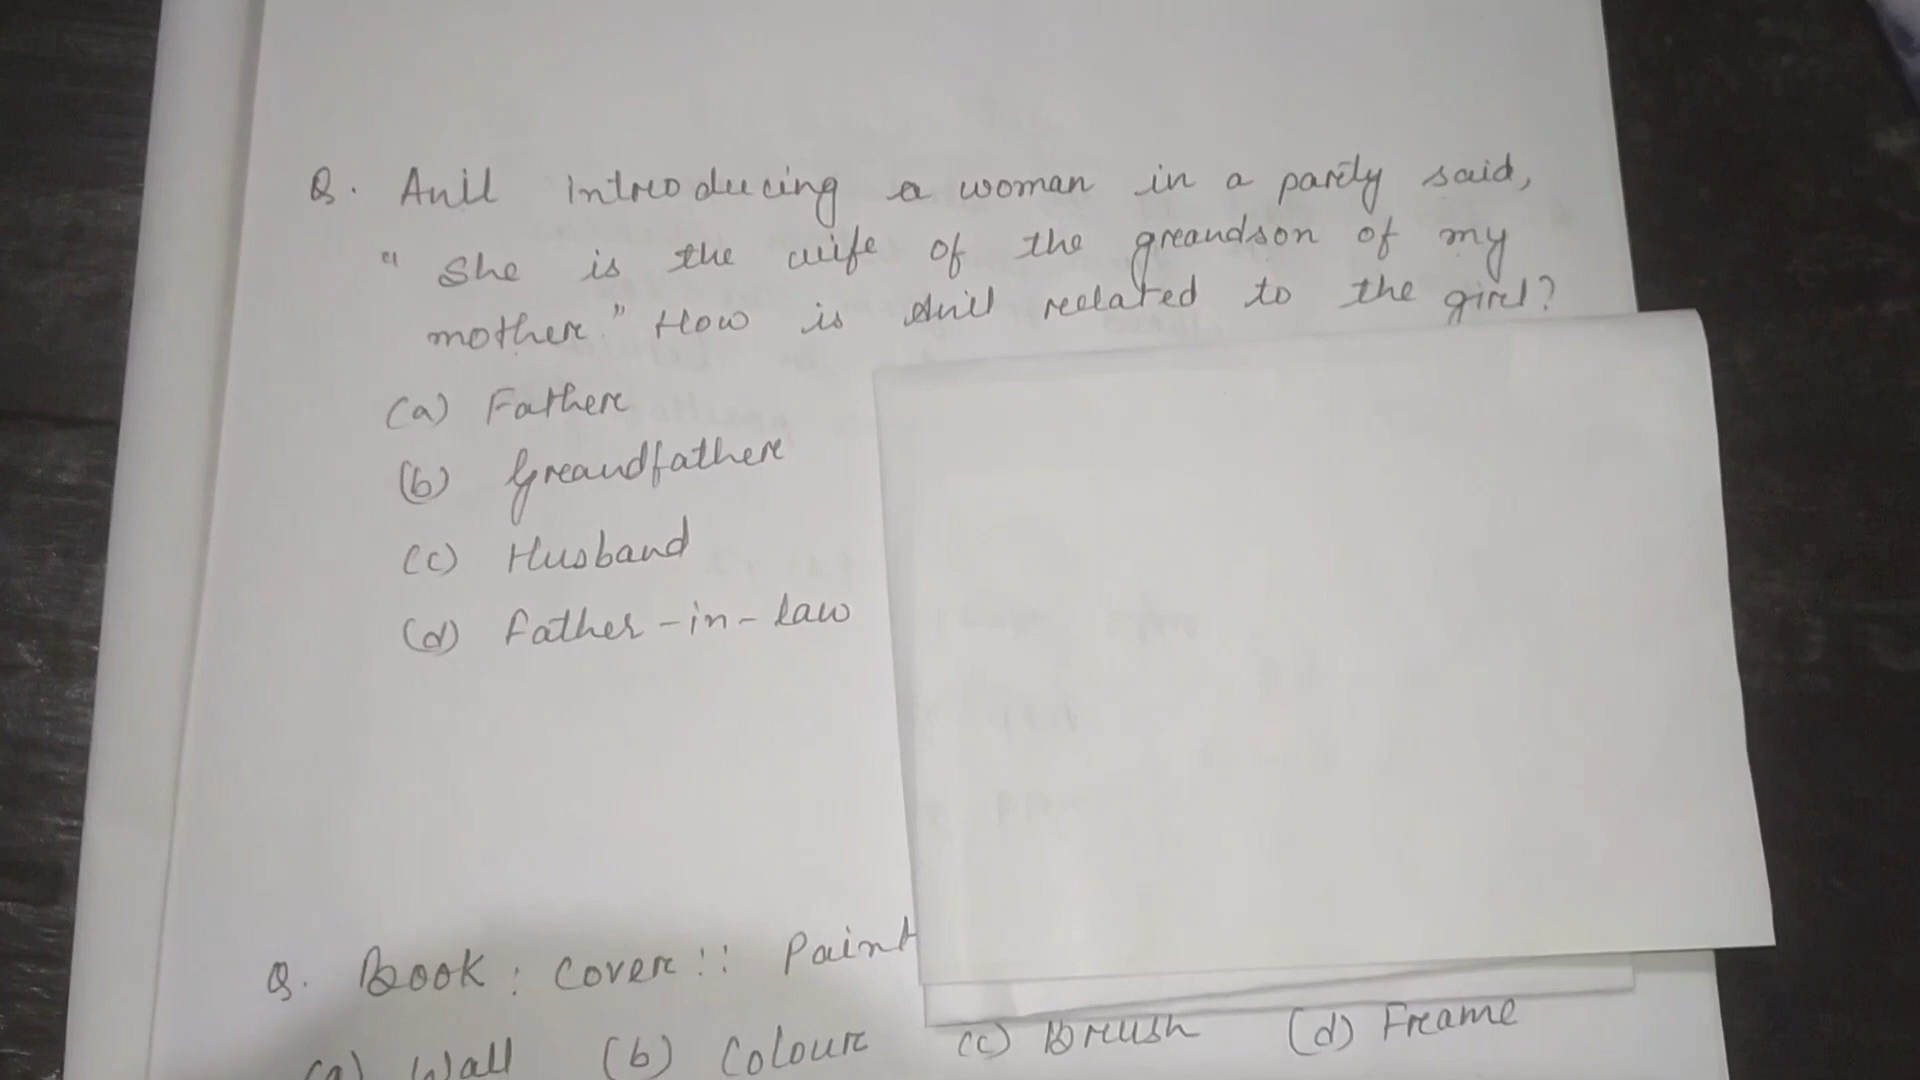 Q. Anil introducing a woman in a party said,
"She is the wife of the grandson of my
mother." How is Anil related to the girl?
(a) Father
(b) Grandfather
(c) Husband
(d) Father-in-law
Q. Book : Cover :: Paint
(a) Wall (b) Colour (c) Brush (d) Frame